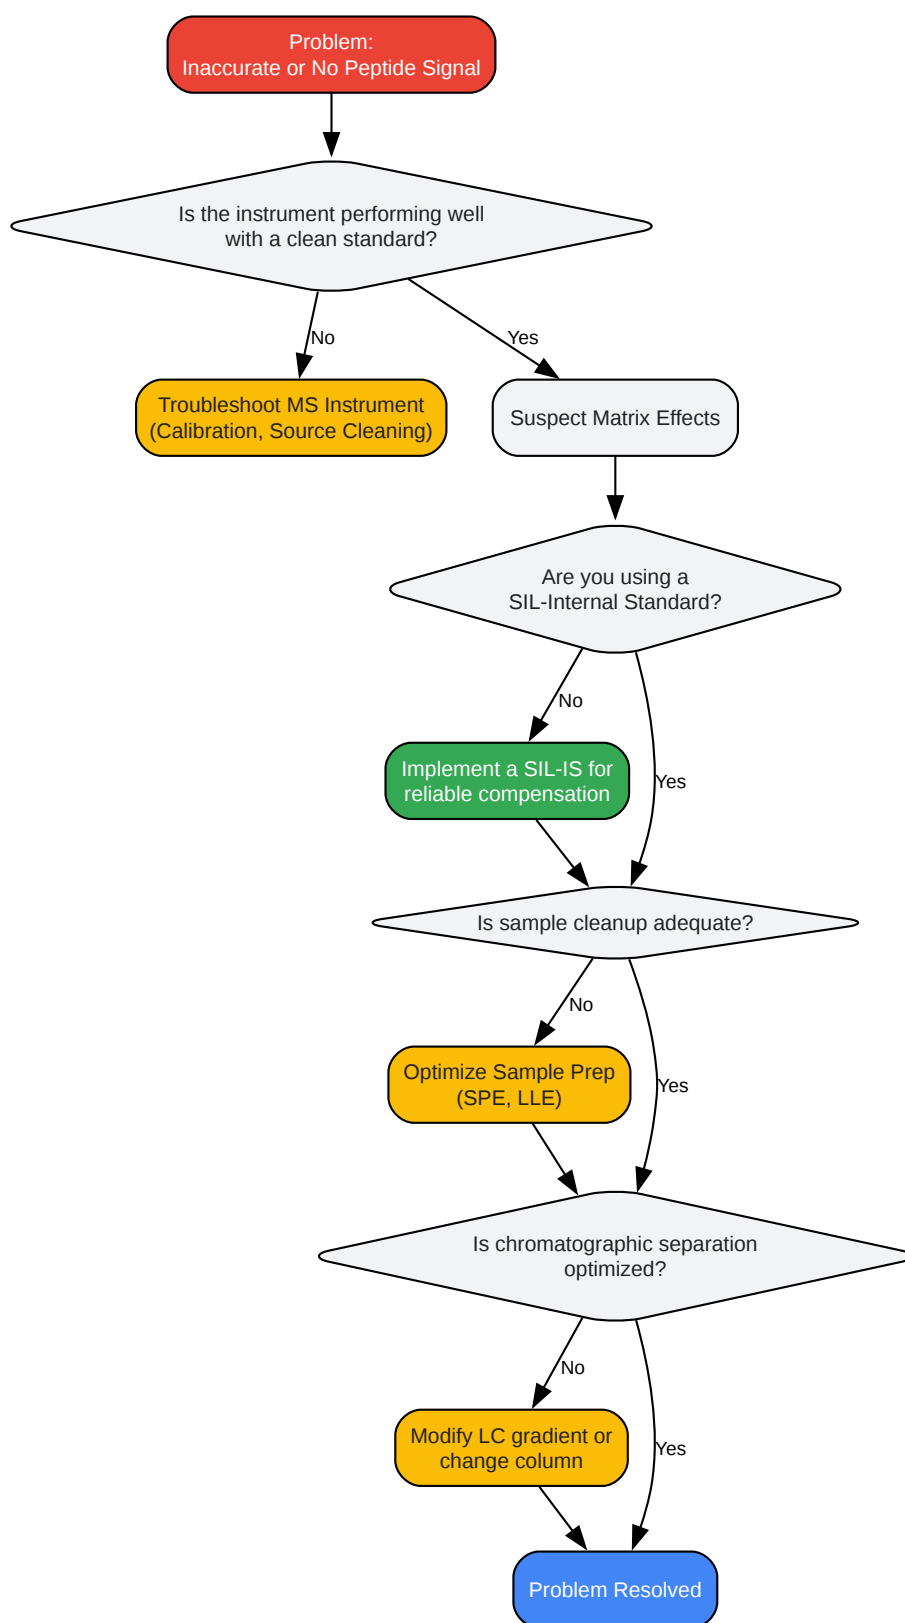 Problem:
Inaccurate or No Peptide Signal
Is the instrument performing well
with a clean standard?
No
Yes
Troubleshoot MS Instrument
(Calibration, Source Cleaning)
Suspect Matrix Effects
Are you using a
SIL-Internal Standard?
No
Implement a SIL-IS for
reliable compensation
Yes
Is sample cleanup adequate?
No
Optimize Sample Prep
(SPE, LLE)
Yes
Is chromatographic separation
optimized?
No
Modify LC gradient or
change column
Yes
Problem Resolved